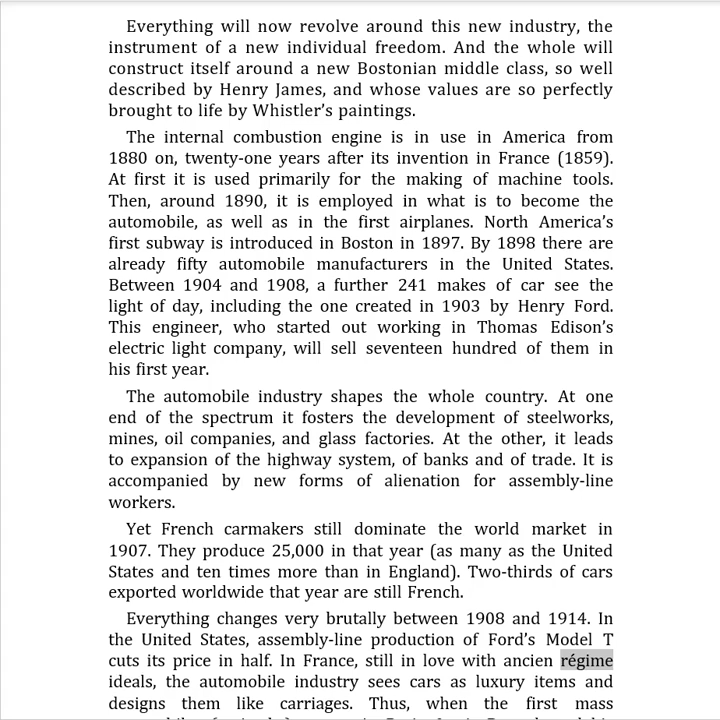 Everything will now revolve around this new industry, the
instrument of a new individual freedom. And the whole will
construct itself around a new Bostonian middle class, so well
described by Henry James, and whose values are so perfectly
brought to life by Whistler’s paintings.
The internal combustion engine is in use in America from
1880 on, twenty-one years after its invention in France (1859).
At first it is used primarily for the making of machine tools.
Then, around 1890, it is employed in what is to become the
automobile, as well as in the first airplanes. North America’s
first subway is introduced in Boston in 1897. By 1898 there are
already fifty automobile manufacturers in the United States.
Between 1904 and 1908, a further 241 makes of car see the
light of day, including the one created in 1903 by Henry Ford.
This engineer, who started out working in Thomas Edison’s
electric light company, will sell seventeen hundred of them in
his first year.
The automobile industry shapes the whole country. At one
end of the spectrum it fosters the development of steelworks,
mines, oil companies, and glass factories. At the other, it leads
to expansion of the highway system, of banks and of trade. It is
accompanied by new forms of alienation for assembly-line
workers.
Yet French carmakers still dominate the world market in
1907. They produce 25,000 in that year (as many as the United
States and ten times more than in England). Two-thirds of cars
exported worldwide that year are still French.
Everything changes very brutally between 1908 and 1914. In
the United States, assembly-line production of Ford’s Model T
cuts its price in half. In France, still in love with ancien régime
ideals, the automobile industry sees cars as luxury items and
designs them like carriages. Thus, when the first mass